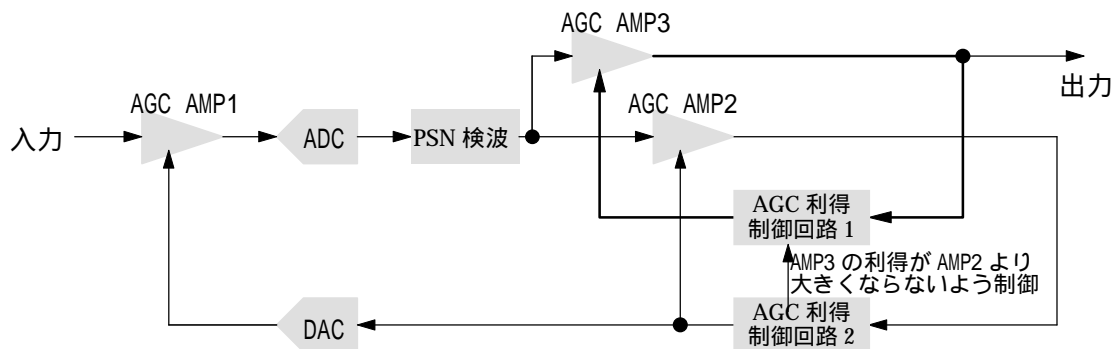 AGC AMP3
出力
AGC AMP1
AGC AMP2
入力
ADC
PSN 検波
AGC 利得
制御回路 1
AMP3 の利得が AMP2 より
大きくならないよう制御
DAC
AGC 利得
制御回路 2